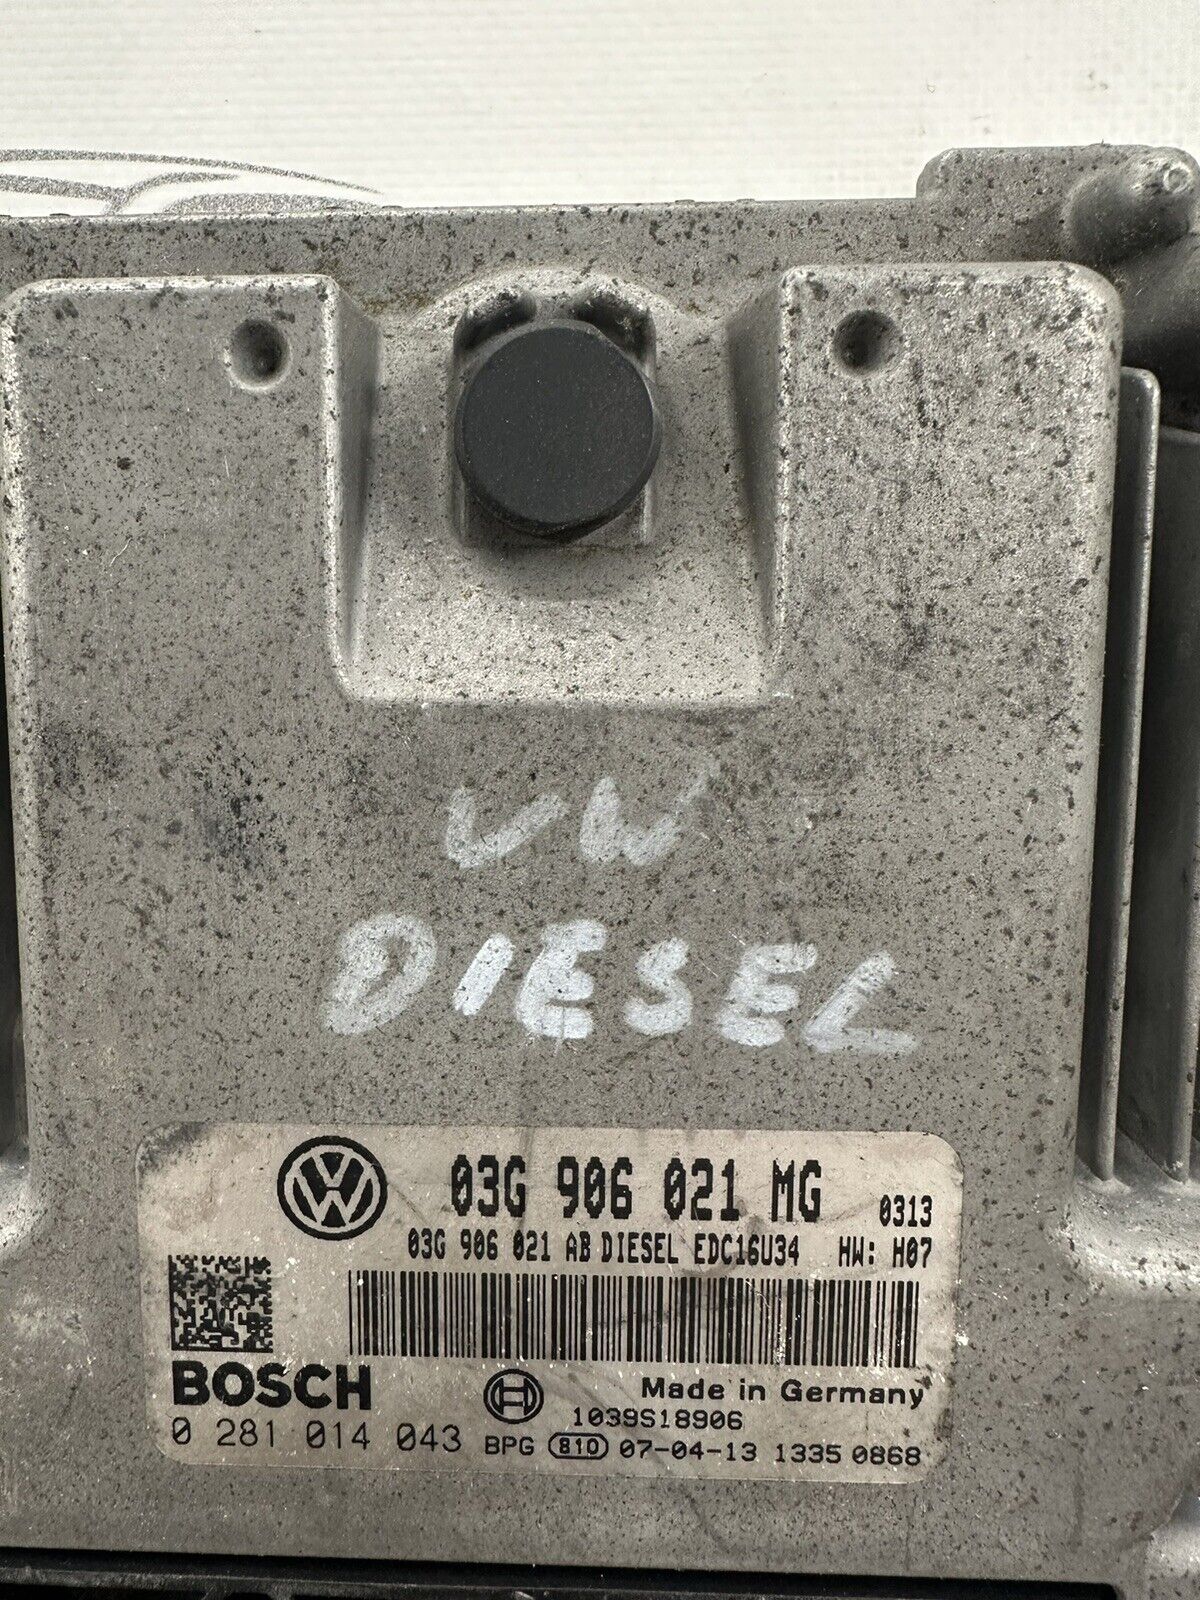 VW
DIESEL
03G 906 021 MG 0313
03G 906 021 AB DIESEL EDC16U34 HW: H07
BOSCH Made in Germany
1039S18906
0 281 014 043 BPG 810 07-04-13 1335 0868